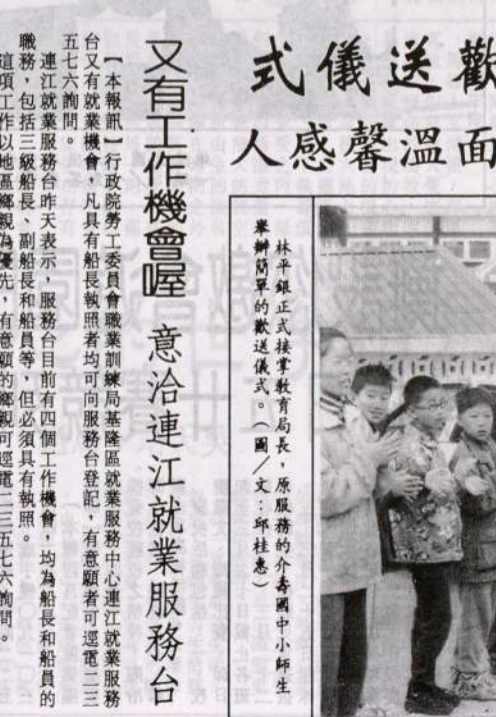 歡送儀式
面溫馨感人
林平銀正式接掌教育局長，原服務的介壽國中小師生
舉辦簡單的歡送儀式。（圖／文：邱桂惠）
又有工作機會喔 意洽連江就業服務台
【本報訊】行政院勞工委員會職業訓練局基隆區就業服務中心連江就業服務
台又有就業機會，凡具有船長執照者均可向服務台登記，有意願者可逕電二三
五七六詢問。
連江就業服務台昨天表示，服務台目前有四個工作機會，均為船長和船員的
職務，包括三級船長、副船長和船員等，但必須具有執照。
這項工作以地區鄉親為優先，有意願的鄉親可逕電二三五七六詢問。